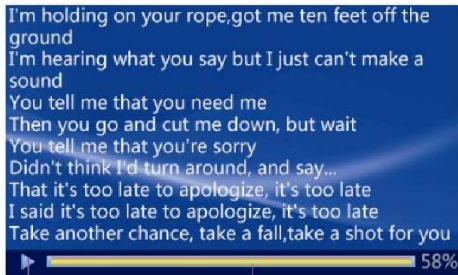 I'm holding on your rope,got me ten feet off the
ground
I'm hearing what you say but I just can't make a
sound
You tell me that you need me
Then you go and cut me down, but wait
You tell me that you're sorry
Didn't think I'd turn around, and say...
That it's too late to apologize, it's too late
I said it's too late to apologize, it's too late
Take another chance, take a fall,take a shot for you
58%